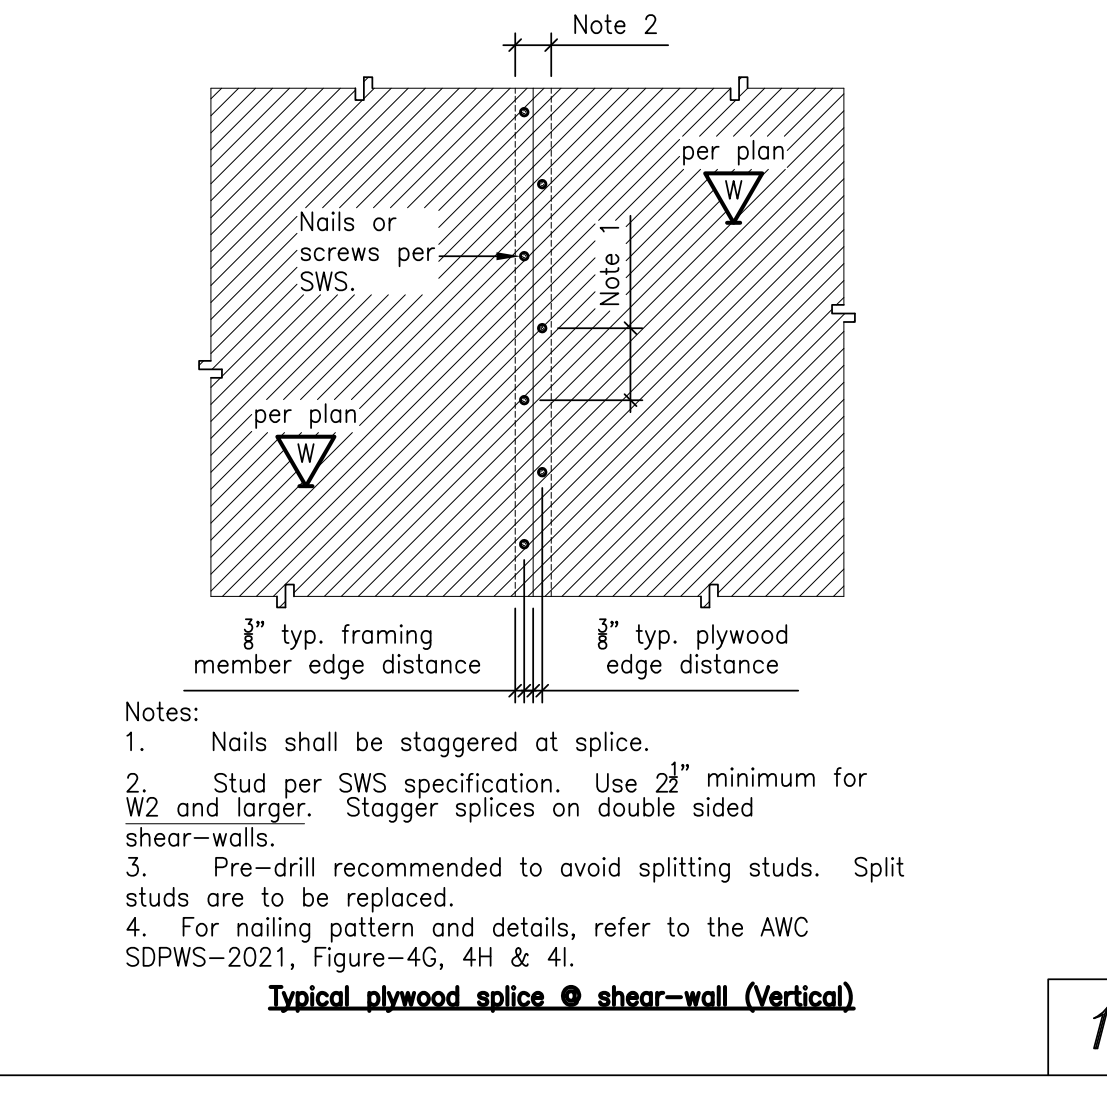 Note 2
per plan
W
Nails or
screws per
SWS.
Note 1
per plan
W
3/8" typ. framing
member edge distance
3/8" typ. plywood
edge distance
Notes:
1. Nails shall be staggered at splice.
2. Stud per SWS specification. Use 2 1/2" minimum for
W2 and larger. Stagger splices on double sided
shear-walls.
3. Pre-drill recommended to avoid splitting studs. Split
studs are to be replaced.
4. For nailing pattern and details, refer to the AWC
SDPWS-2021, Figure-4G, 4H & 4I.
Typical plywood splice @ shear-wall (Vertical)